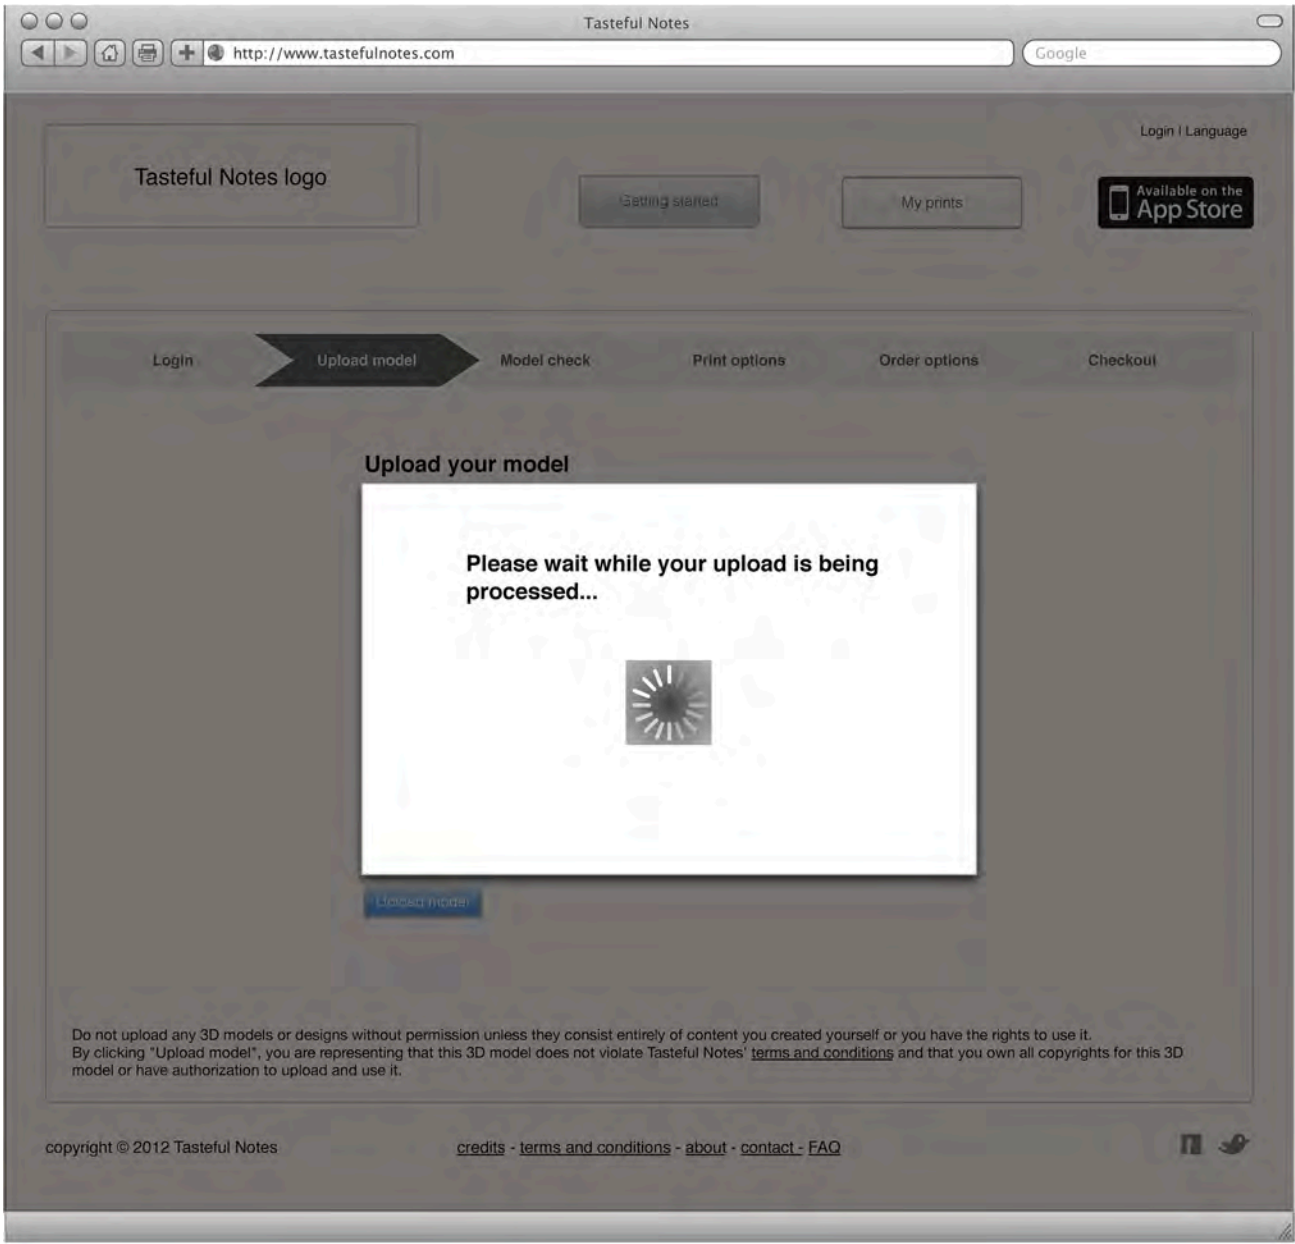 Tasteful Notes
http://www.tastefulnotes.com
Google
Login | Language
Tasteful Notes logo
Getting started
My prints
Available on the
App Store
Login
Upload model
Model check
Print options
Order options
Checkout
Upload your model
Please wait while your upload is being
processed...
Upload model
Do not upload any 3D models or designs without permission unless they consist entirely of content you created yourself or you have the rights to use it.
By clicking "Upload model", you are representing that this 3D model does not violate Tasteful Notes' terms and conditions and that you own all copyrights for this 3D
model or have authorization to upload and use it.
copyright © 2012 Tasteful Notes
credits - terms and conditions - about - contact - FAQ